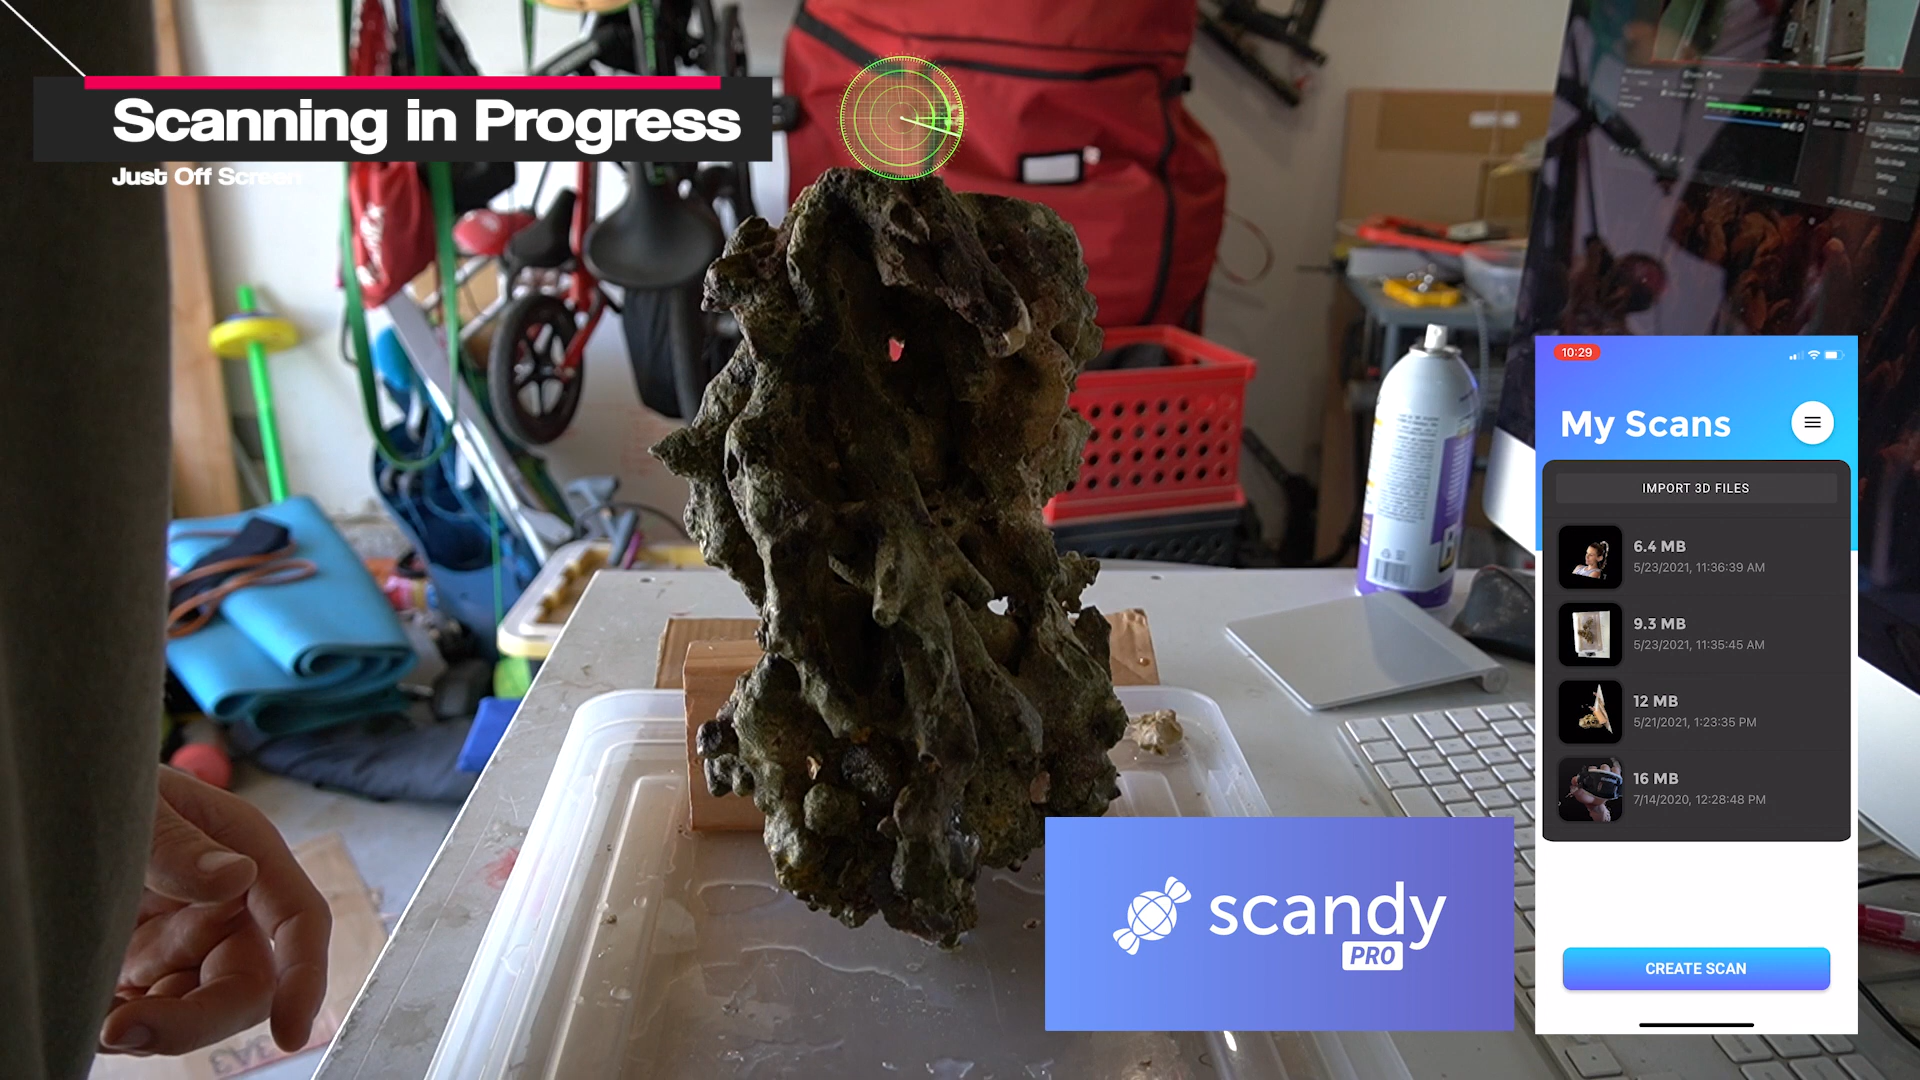 Scanning in Progress
Just Off Screen
10:29
My Scans
IMPORT 3D FILES
6.4 MB
5/23/2021, 11:36:39 AM
9.3 MB
5/23/2021, 11:35:45 AM
12 MB
5/21/2021, 1:23:35 PM
16 MB
7/14/2020, 12:28:48 PM
CREATE SCAN
scandy
PRO